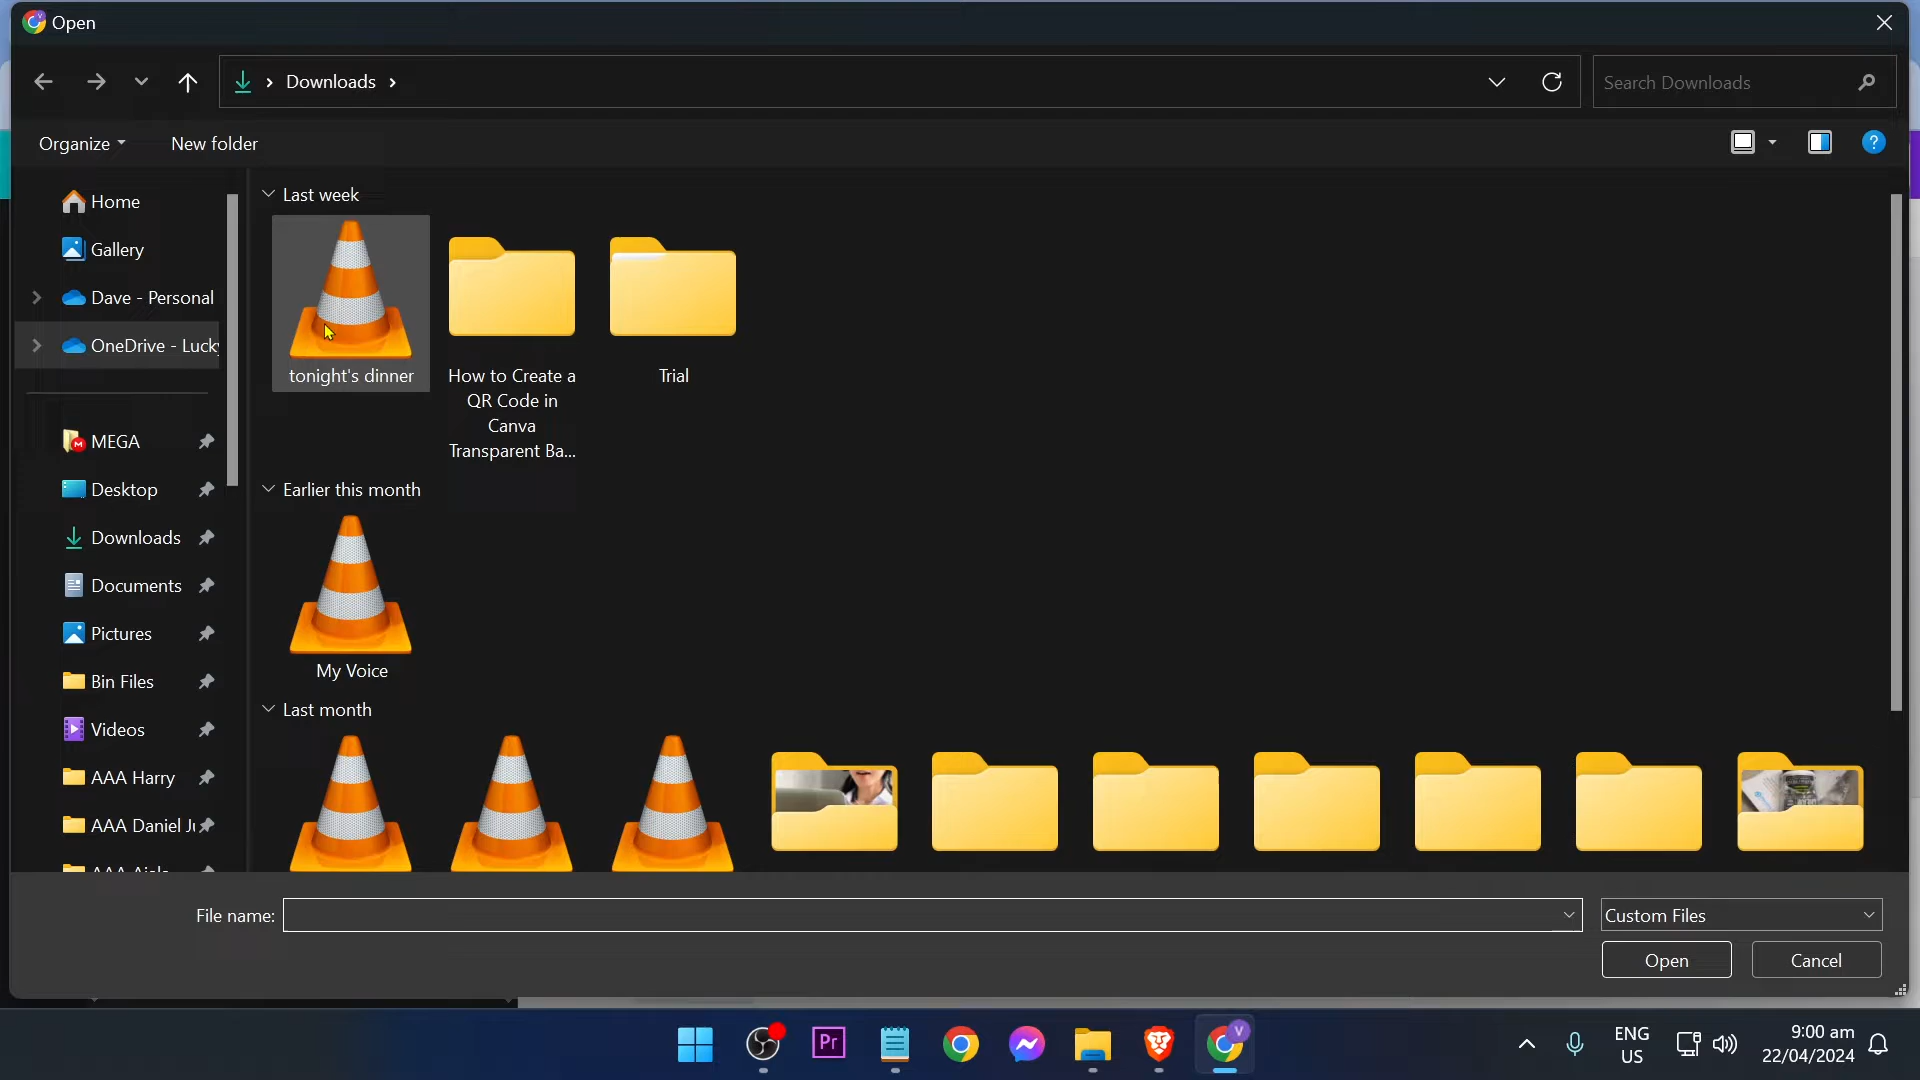 Open
Downloads
Search Downloads
Organize
New folder
Home
Gallery
Dave - Personal
OneDrive - Lucky
MEGA
Desktop
Downloads
Documents
Pictures
Bin Files
Videos
AAA Harry
AAA Daniel Ju
Last week
tonight's dinner
How to Create a
QR Code in
Canva
Transparent Ba...
Trial
Earlier this month
My Voice
Last month
File name:
Custom Files
Open
Cancel
Pr
V
ENG
US
9:00 am
22/04/2024